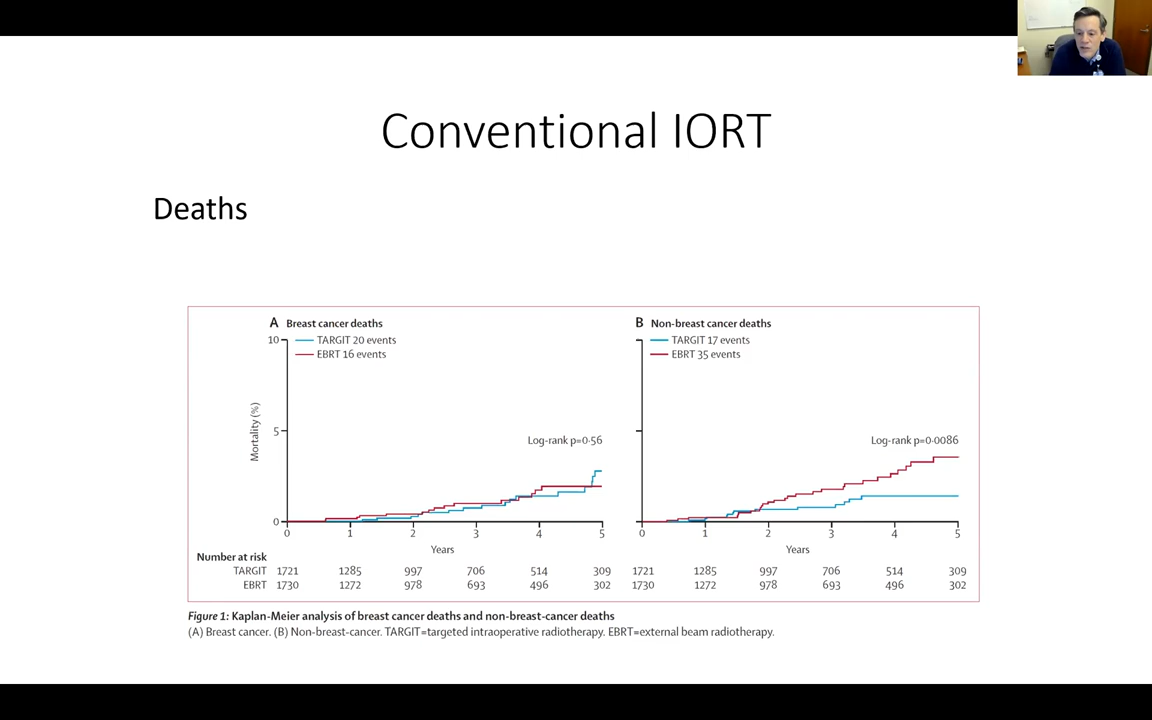 Conventional IORT
Deaths
A Breast cancer deaths
TARGIT 20 events
EBRT 16 events
10
5
0
Mortality (%)
Log-rank p=0·56
0 1 2 3 4 5
Years
B Non-breast cancer deaths
TARGIT 17 events
EBRT 35 events
Log-rank p=0·0086
0 1 2 3 4 5
Years
Number at risk
TARGIT 1721 1285 997 706 514 309 1721 1285 997 706 514 309
EBRT 1730 1272 978 693 496 302 1730 1272 978 693 496 302
Figure 1: Kaplan-Meier analysis of breast cancer deaths and non-breast-cancer deaths
(A) Breast cancer. (B) Non-breast-cancer. TARGIT=targeted intraoperative radiotherapy. EBRT=external beam radiotherapy.